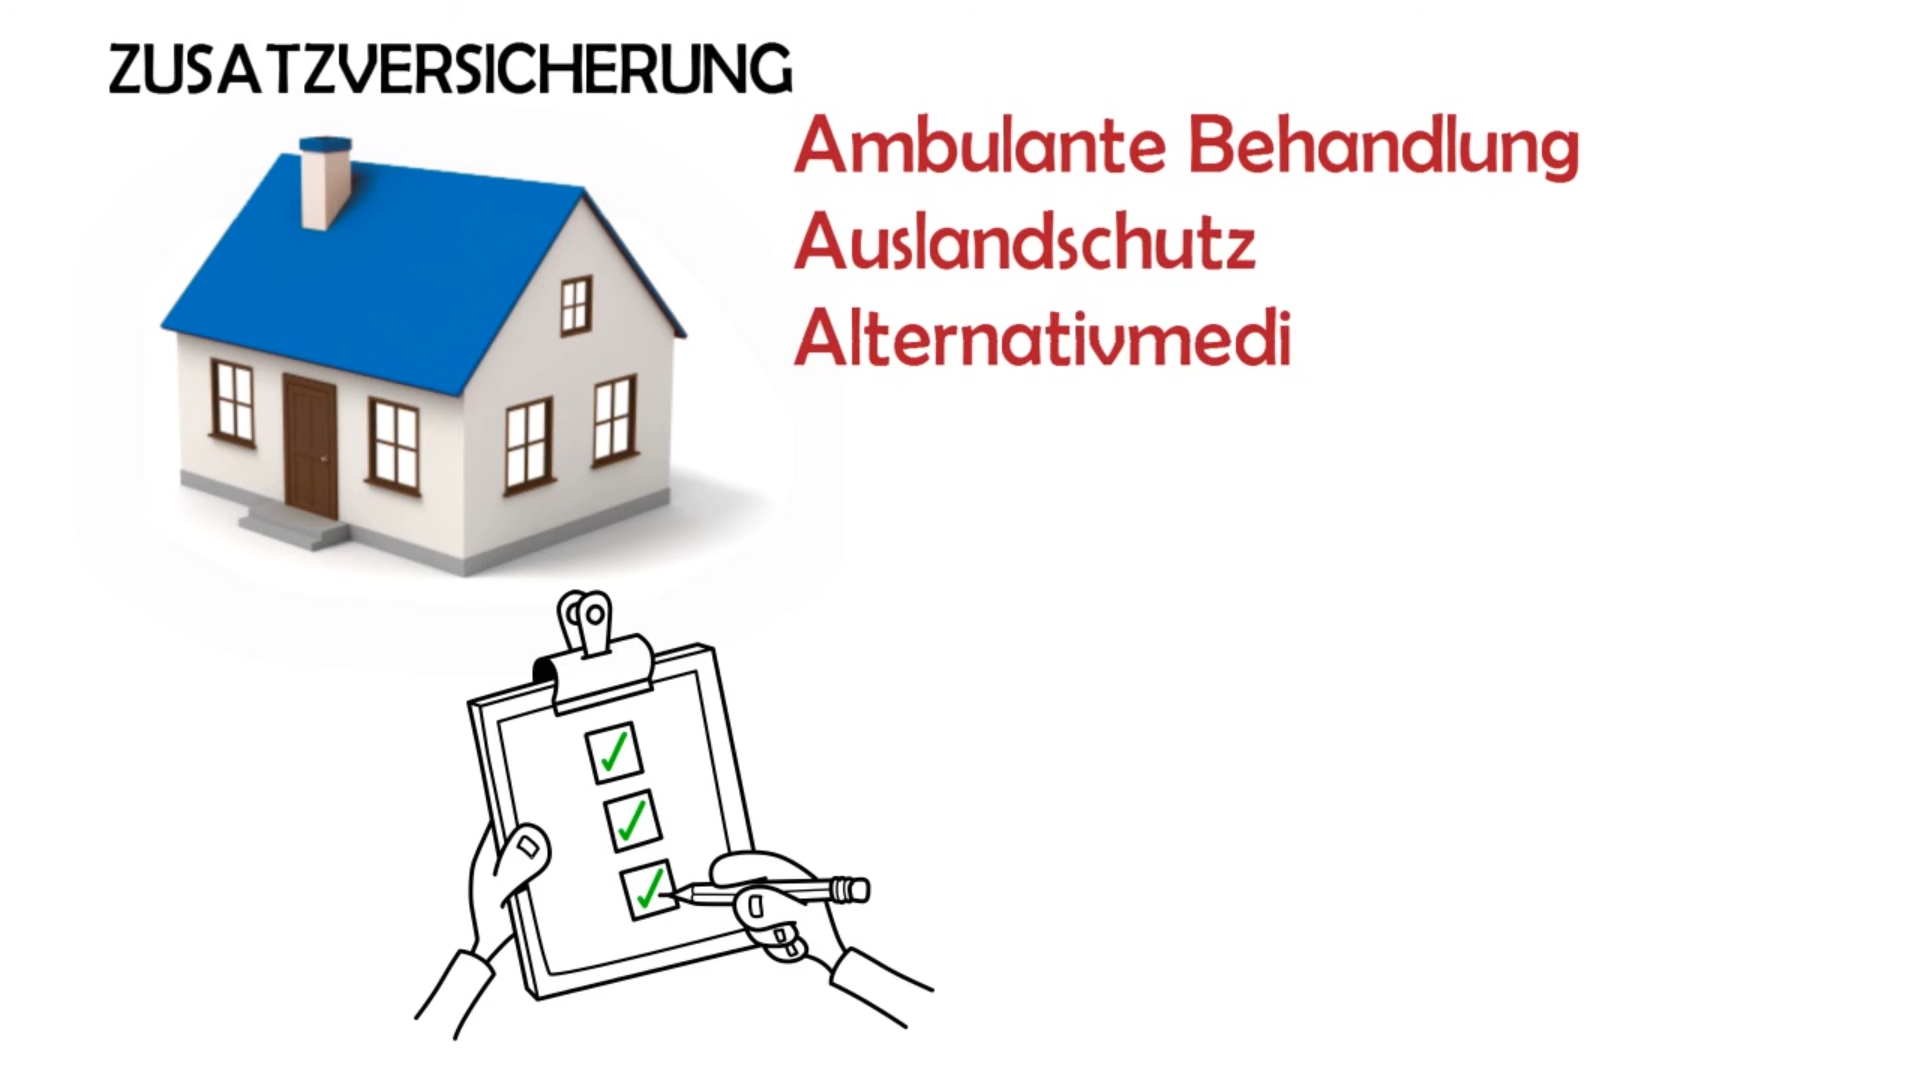 ZUSATZVERSICHERUNG
Ambulante Behandlung
Auslandschutz
Alternativmedi